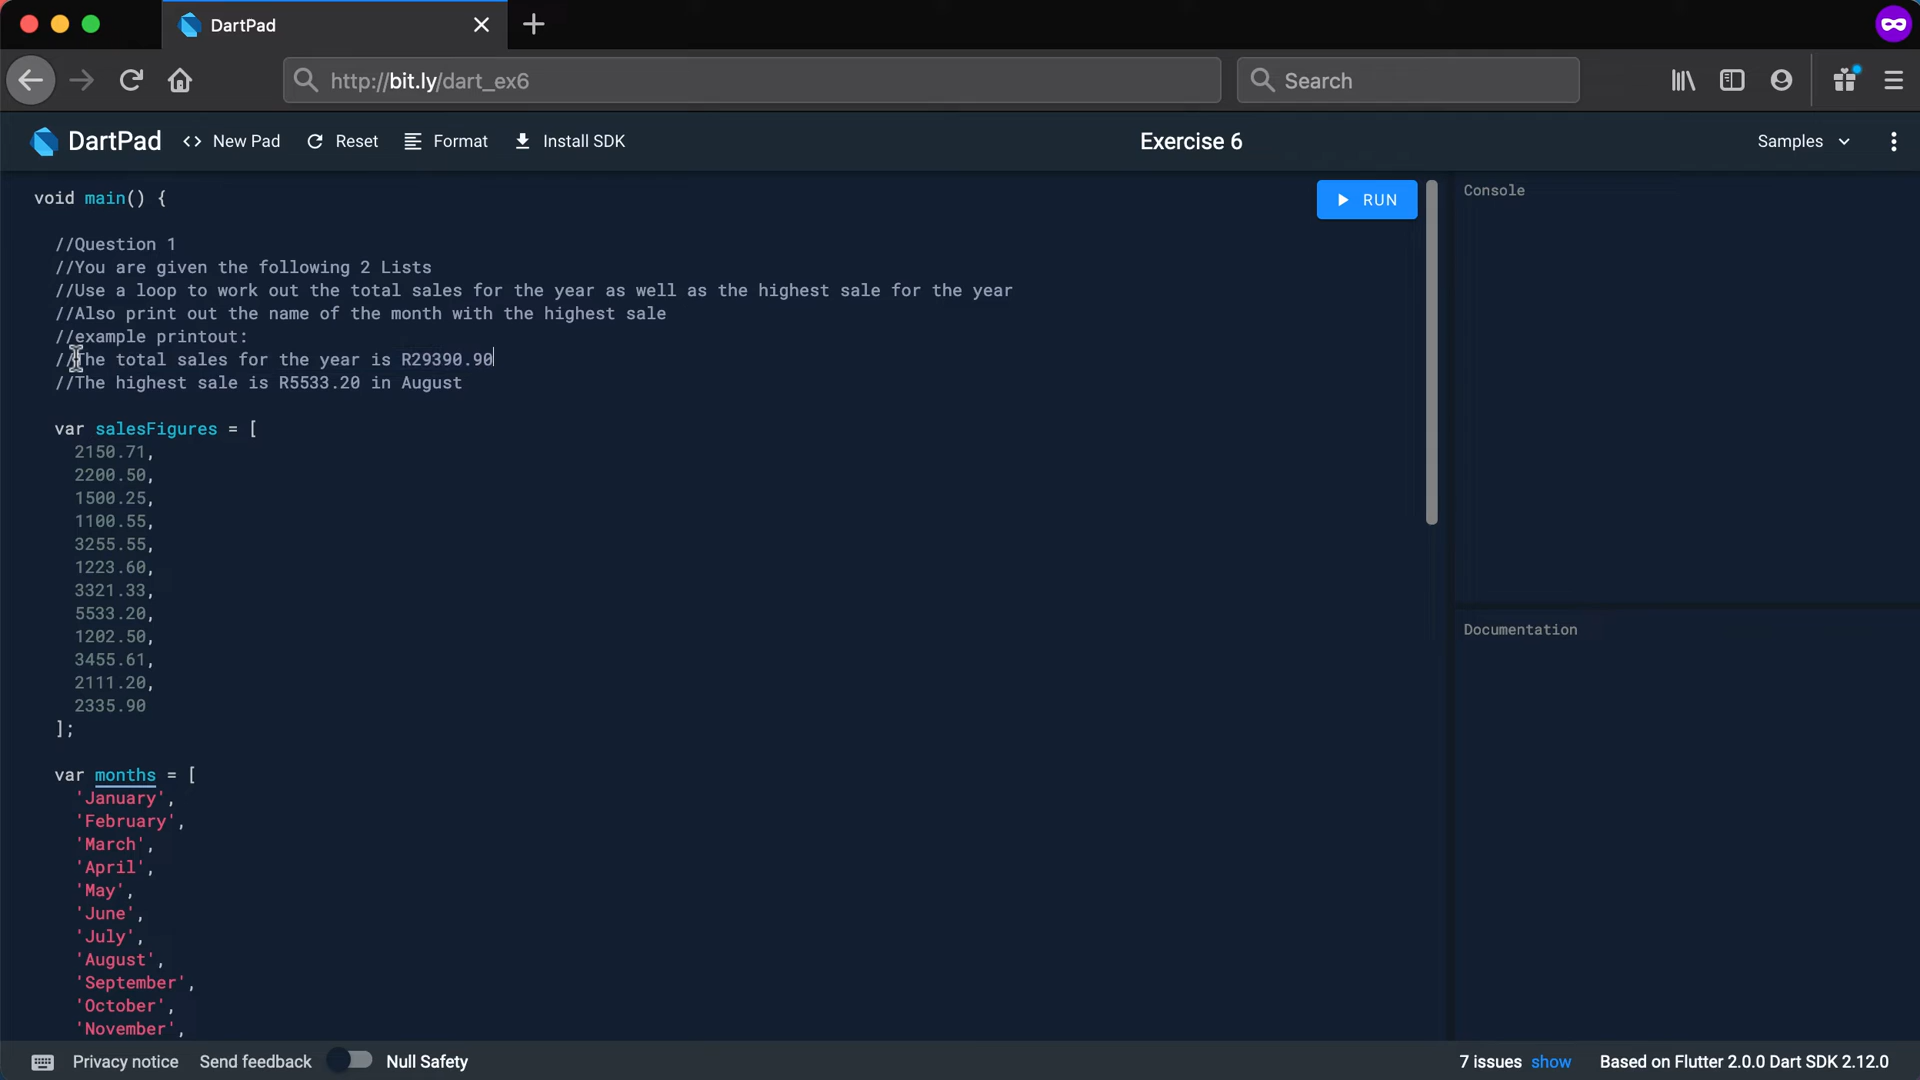 DartPad
http://bit.ly/dart_ex6
Search
DartPad
<> New Pad
Reset
Format
Install SDK
Exercise 6
Samples
void main() {
//Question 1
//You are given the following 2 Lists
//Use a loop to work out the total sales for the year as well as the highest sale for the year
//Also print out the name of the month with the highest sale
//example printout:
//The total sales for the year is R29390.90
//The highest sale is R5533.20 in August
var salesFigures = [
2150.71,
2200.50,
1500.25,
1100.55,
3255.55,
1223.60,
3321.33,
5533.20,
1202.50,
3455.61,
2111.20,
2335.90
];
var months = [
'January',
'February',
'March',
'April',
'May',
'June',
'July',
'August',
'September',
'October',
'November',
RUN
Console
Documentation
Privacy notice
Send feedback
Null Safety
7 issues show
Based on Flutter 2.0.0 Dart SDK 2.12.0